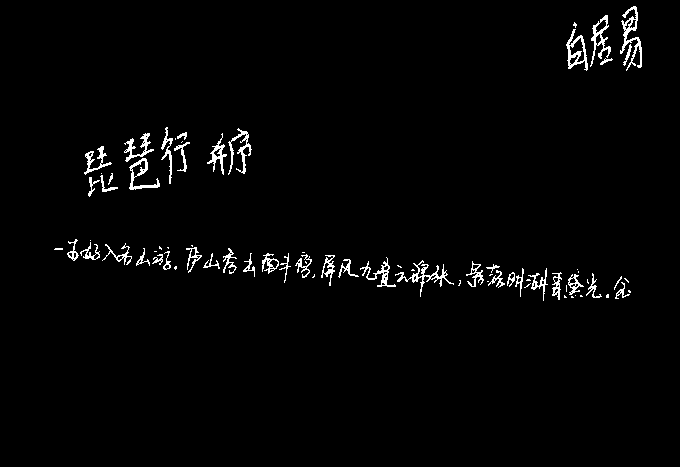 白居易
琵琶行 并序
一生好入名山游.庐山秀出南斗旁,屏风九叠云锦张,影落明湖青黛光.金